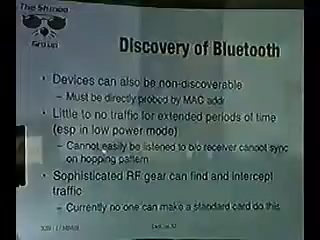 The Shmoo
Group
Discovery of Bluetooth
• Devices can also be non-discoverable
– Must be directly probed by MAC addr
• Little to no traffic for extended periods of time
(esp in low power mode)
– Cannot easily be listened to b/c receiver cannot sync
on hopping pattern
• Sophisticated RF gear can find and intercept
traffic
– Currently no one can make a standard card do this